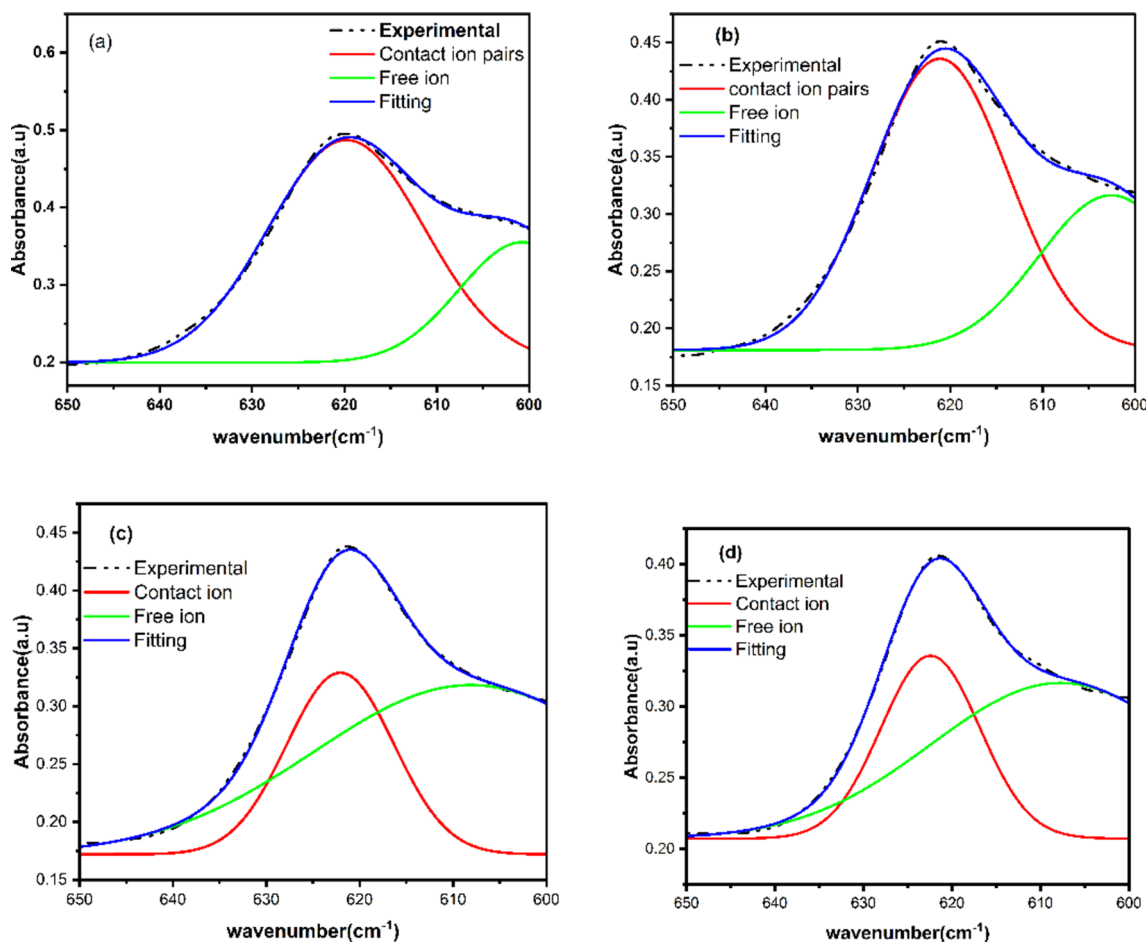 (a)
Experimental
Contact ion pairs
Free ion
Fitting
0.6
0.5
0.4
0.3
0.2
Absorbance(a.u)
650 640 630 620 610 600
wavenumber(cm-1)
(b)
Experimental
contact ion pairs
Free ion
Fitting
0.45
0.40
0.35
0.30
0.25
0.20
0.15
Absorbance(a.u)
650 640 630 620 610 600
wavenumber(cm-1)
(c)
Experimental
Contact ion
Free ion
Fitting
0.45
0.40
0.35
0.30
0.25
0.20
0.15
Absorbance(a.u)
650 640 630 620 610 600
wavenumber(cm-1)
(d)
Experimental
Contact ion
Free ion
Fitting
0.40
0.35
0.30
0.25
0.20
Absorbance(a.u)
650 640 630 620 610 600
wavenumber(cm-1)